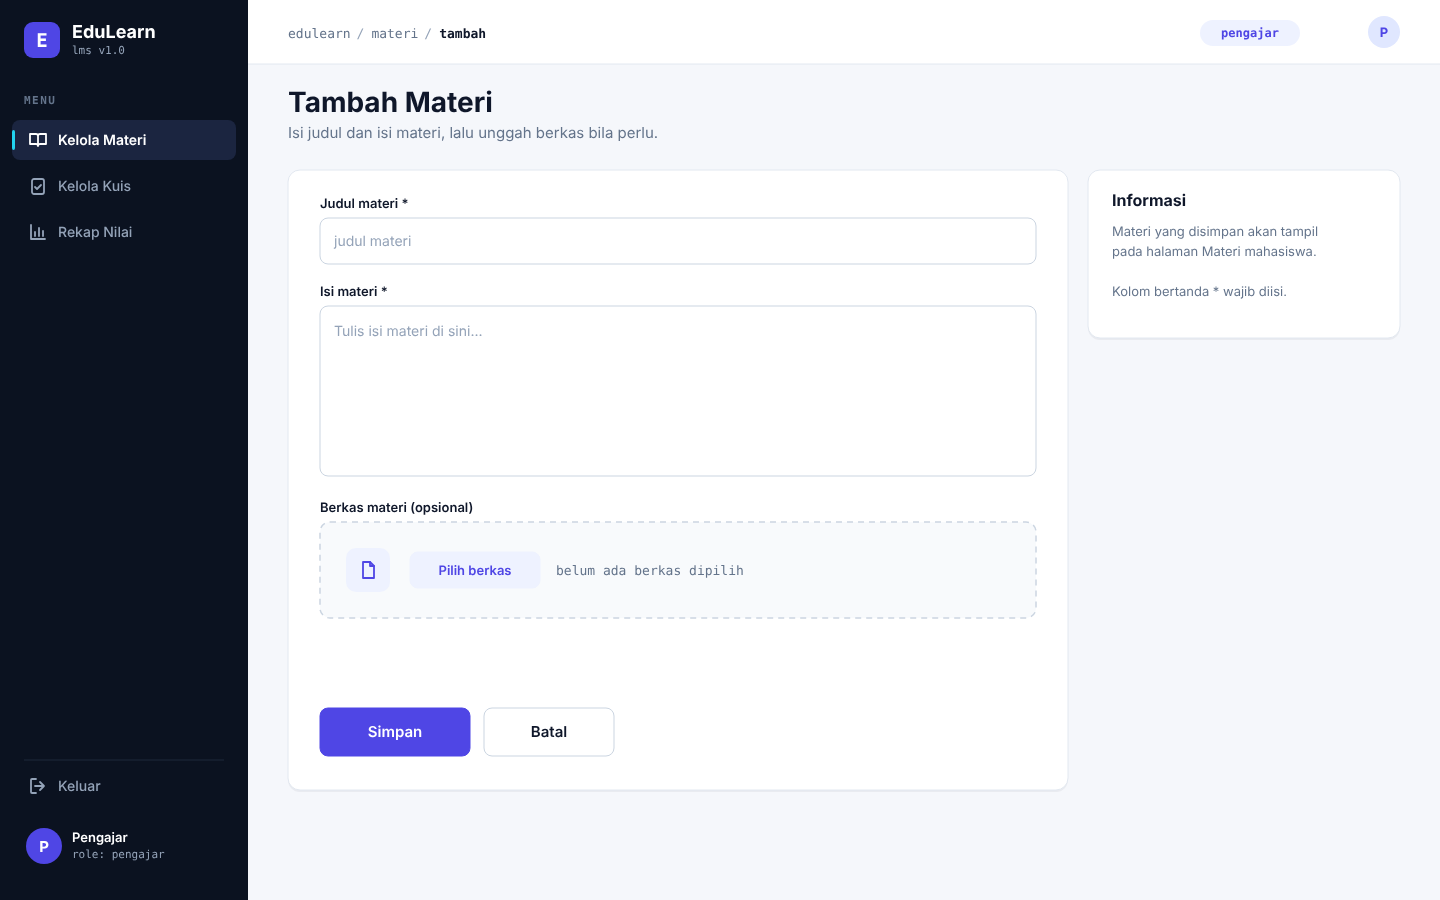 E
EduLearn
lms v1.0
MENU
Kelola Materi
Kelola Kuis
Rekap Nilai
Keluar
P
Pengajar
role: pengajar
edulearn / materi / tambah
pengajar
P
Tambah Materi
Isi judul dan isi materi, lalu unggah berkas bila perlu.
Judul materi *
judul materi
Isi materi *
Tulis isi materi di sini...
Berkas materi (opsional)
Pilih berkas
belum ada berkas dipilih
Simpan
Batal
Informasi
Materi yang disimpan akan tampil
pada halaman Materi mahasiswa.
Kolom bertanda * wajib diisi.